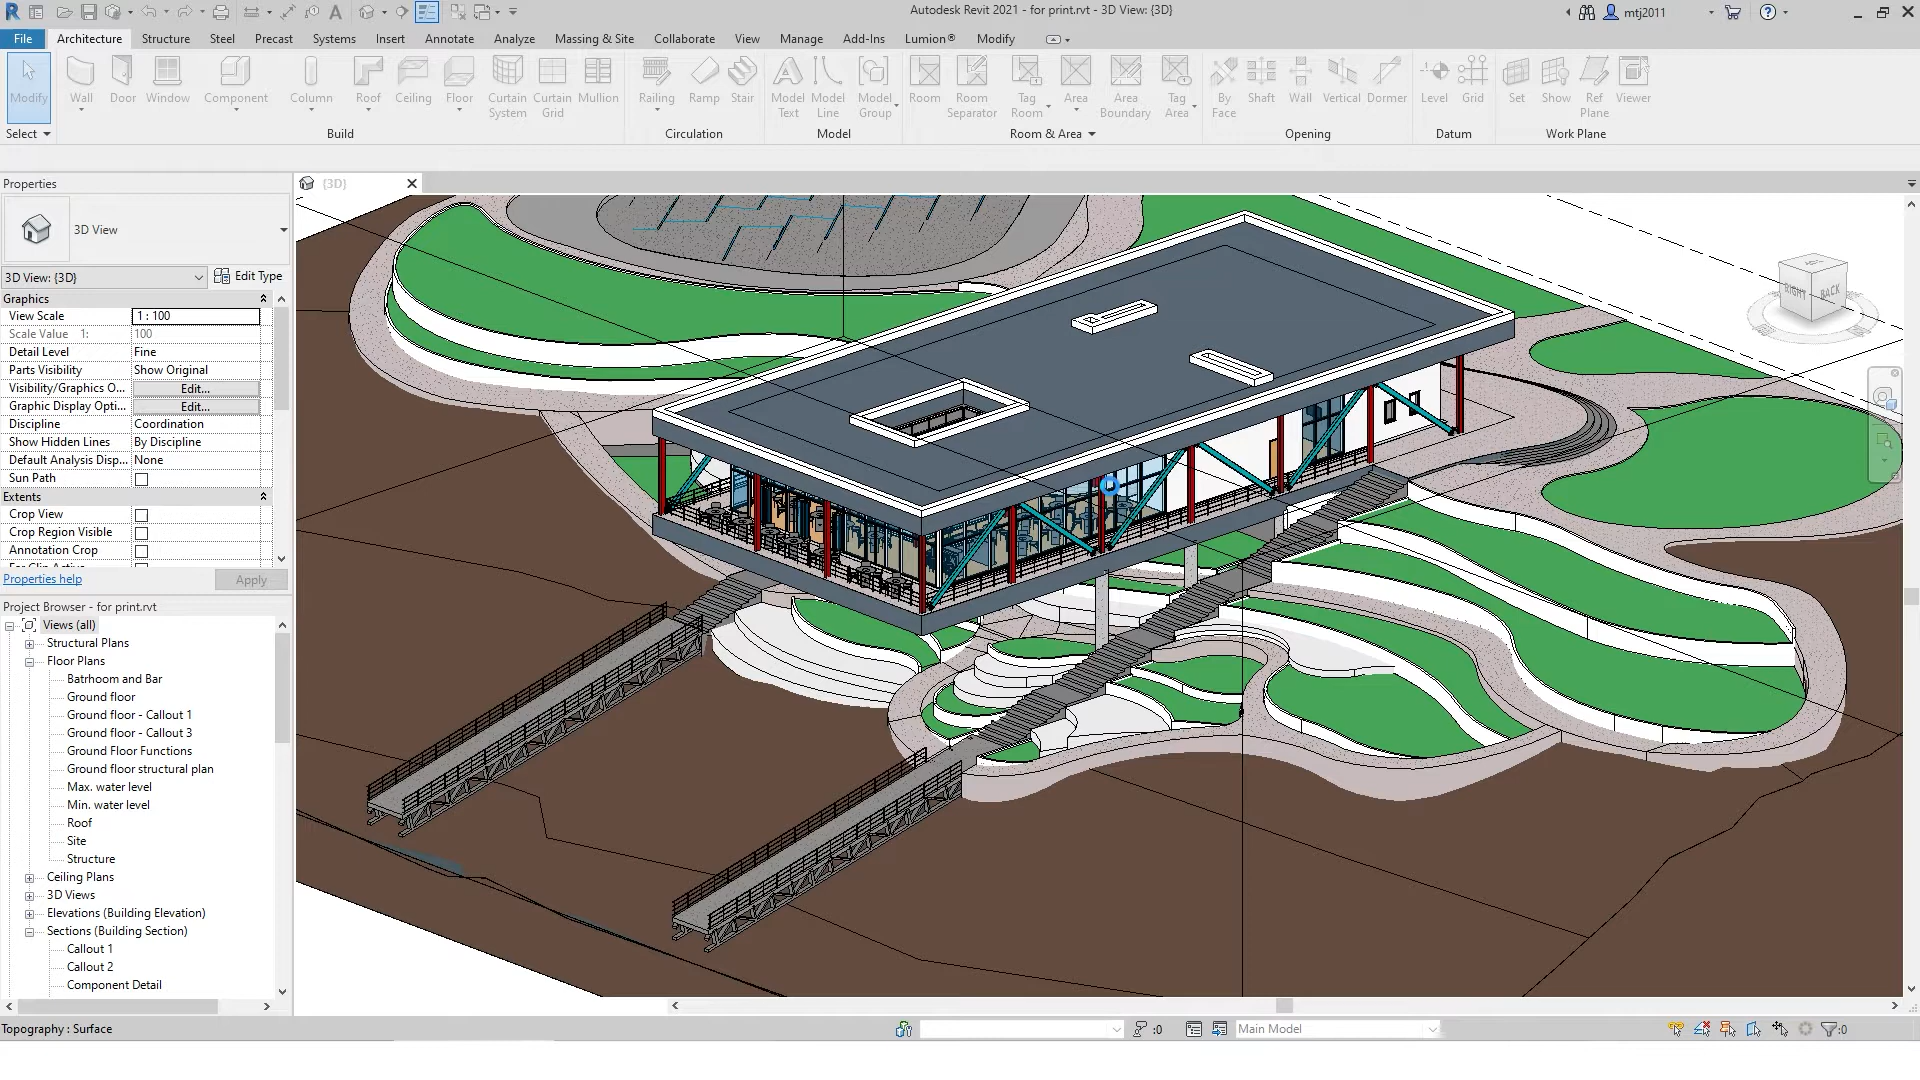 Autodesk Revit 2021 - for print.rvt - 3D View: {3D}
mtj2011
File Architecture Structure Steel Precast Systems Insert Annotate Analyze Massing & Site Collaborate View Manage Add-Ins Lumion® Modify
Modify Wall Door Window Component Column Roof Ceiling Floor Curtain System Curtain Grid Mullion Railing Ramp Stair Model Text Model Line Model Group Room Room Separator Tag Room Area Area Boundary Tag Area By Face Shaft Wall Vertical Dormer Level Grid Set Show Ref Plane Viewer
Select Build Circulation Model Room & Area Opening Datum Work Plane
Properties
{3D}
3D View
3D View: {3D} Edit Type
Graphics
View Scale 1 : 100
Scale Value 1: 100
Detail Level Fine
Parts Visibility Show Original
Visibility/Graphics O... Edit...
Graphic Display Opti... Edit...
Discipline Coordination
Show Hidden Lines By Discipline
Default Analysis Disp... None
Sun Path
Extents
Crop View
Crop Region Visible
Annotation Crop
Properties help Apply
Project Browser - for print.rvt
Views (all)
Structural Plans
Floor Plans
Batrhoom and Bar
Ground floor
Ground floor - Callout 1
Ground floor - Callout 3
Ground Floor Functions
Ground floor structural plan
Max. water level
Min. water level
Roof
Site
Structure
Ceiling Plans
3D Views
Elevations (Building Elevation)
Sections (Building Section)
Callout 1
Callout 2
Component Detail
RIGHT BACK
Topography : Surface
:0
Main Model
:0